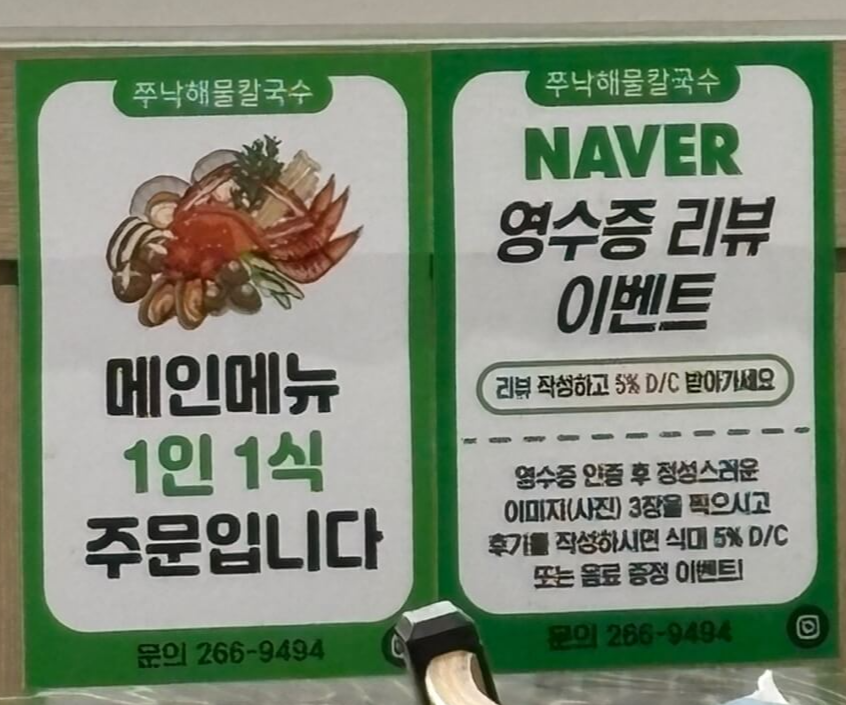 쭈낙해물칼국수
메인메뉴
1인 1식
주문입니다
문의 266-9494
쭈낙해물칼국수
NAVER
영수증 리뷰
이벤트
리뷰 작성하고 5% D/C 받아가세요
영수증 인증 후 정성스러운
이미지(사진) 3장을 찍으시고
후기를 작성하시면 식대 5% D/C
또는 음료 증정 이벤트!
문의 266-9494